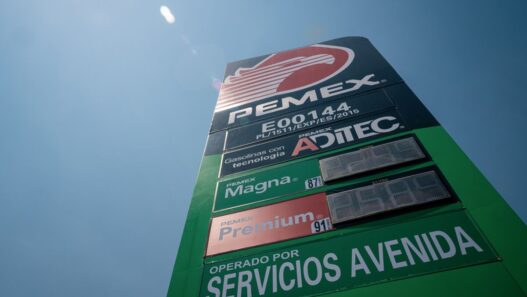 PEMEX
E00144
PL/1511/EXP/ES/2015
Gasolinas con tecnología PEMEX ADITEC
PEMEX Magna 87
PEMEX Premium 91
OPERADO POR
SERVICIOS AVENIDA